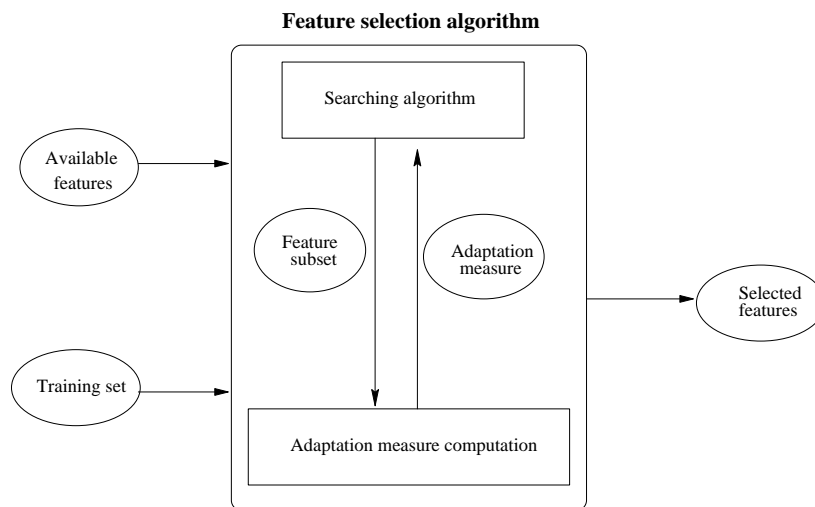 Feature selection algorithm
Searching algorithm
Available
features
Feature
subset
Adaptation
measure
Selected
features
Training set
Adaptation measure computation